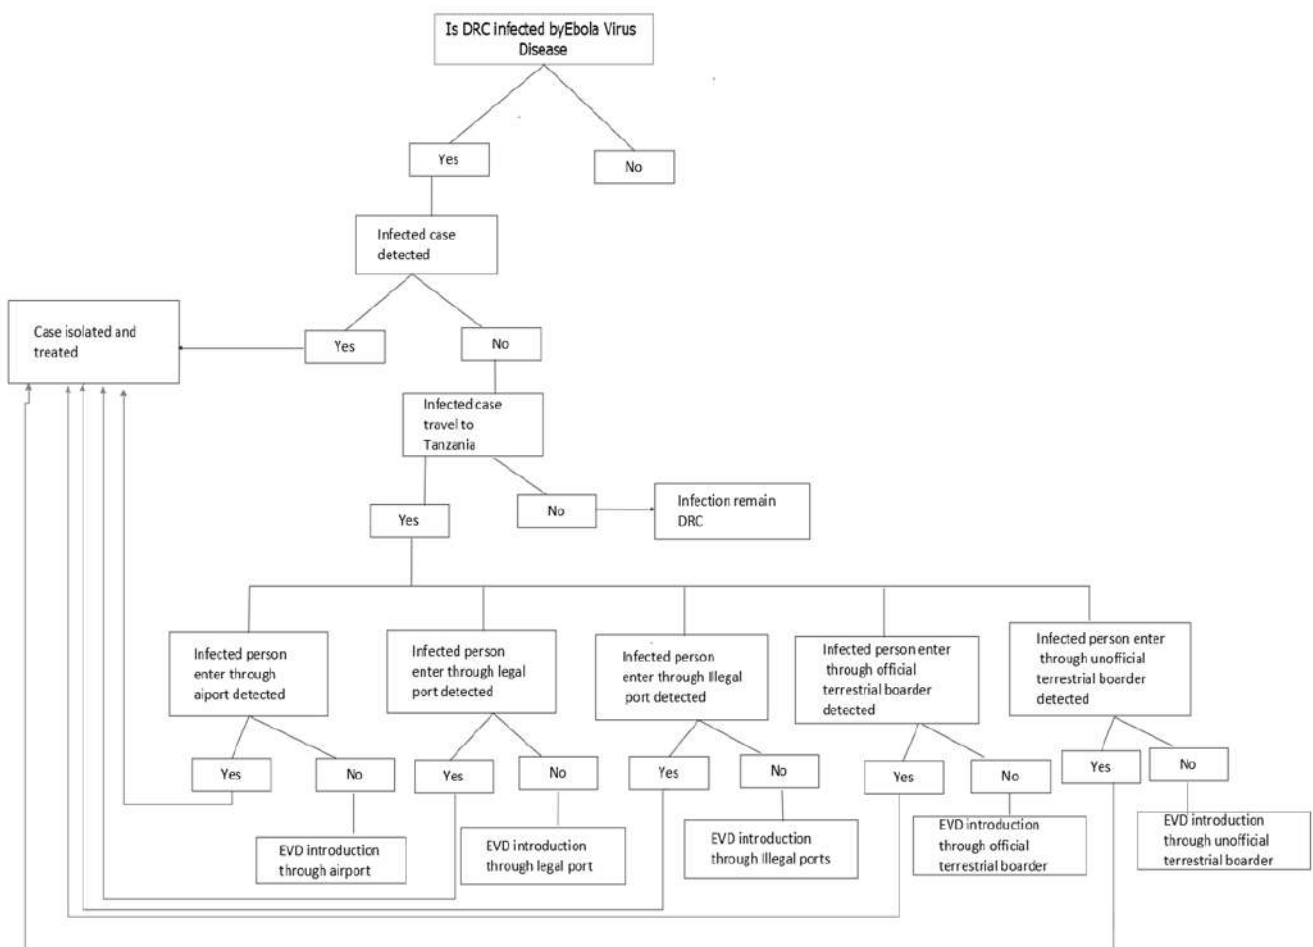 Is DRC infected byEbola Virus
Disease
Yes
No
Infected case
detected
Case isolated and
treated
Yes
No
Infected case
travel to
Tanzania
Yes
No
Infection remain
DRC
Infected person
enter through
aiport detected
Infected person
enter through legal
port detected
Infected person
enter through Illegal
port detected
Infected person enter
through official
terrestrial boarder
detected
Infected person enter
through unofficial
terrestrial boarder
detected
Yes
No
Yes
No
Yes
No
Yes
No
Yes
No
EVD introduction
through airport
EVD introduction
through legal port
EVD introduction
through Illegal ports
EVD introduction
through official
terrestrial boarder
EVD introduction
through unofficial
terrestrial boarder